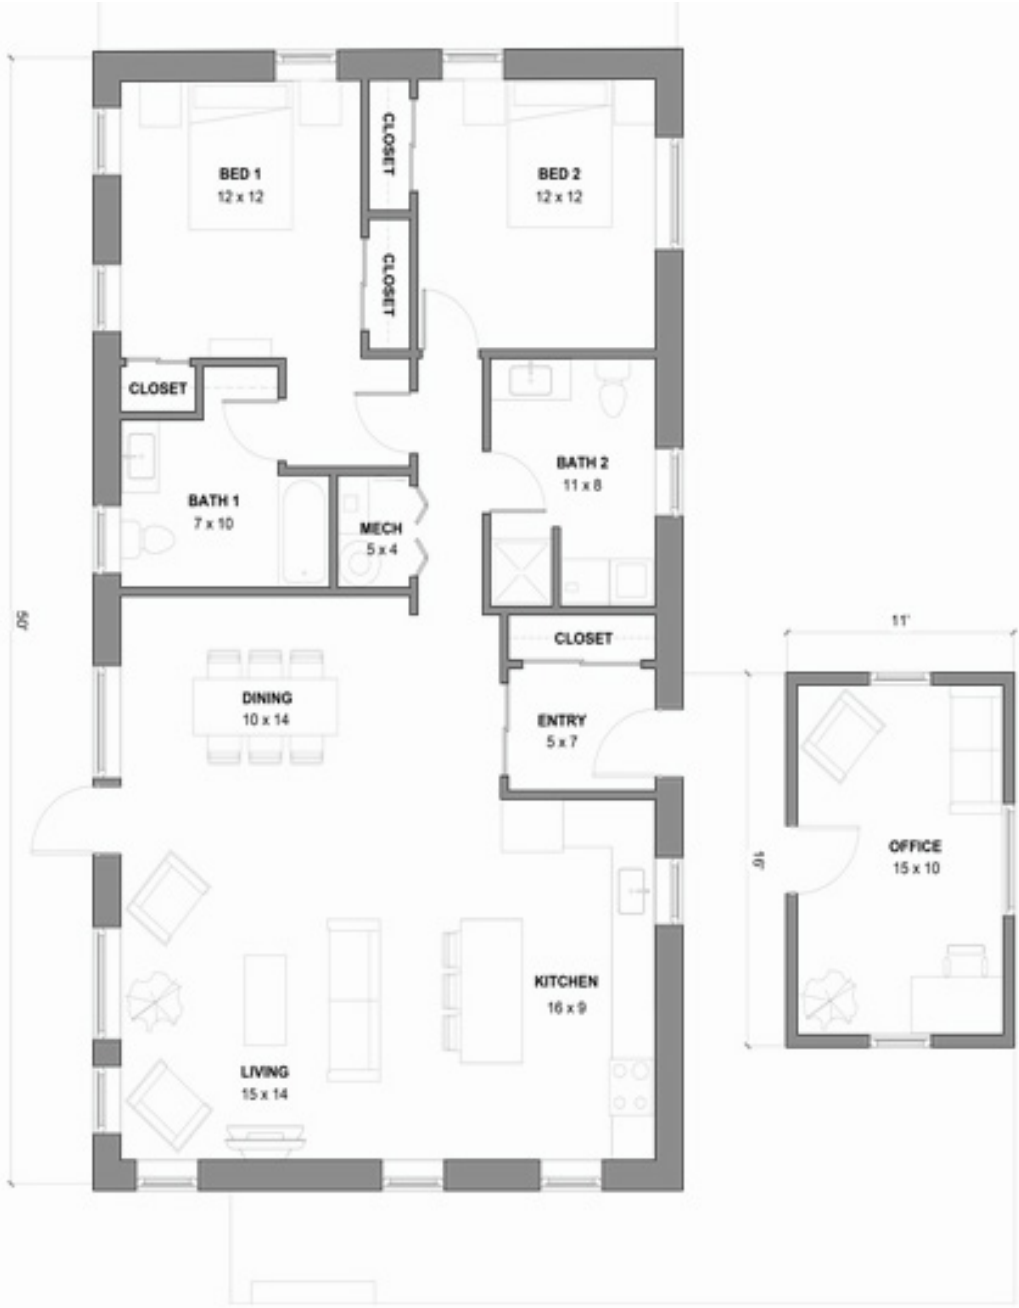 BED 1
12 x 12
CLOSET
BED 2
12 x 12
CLOSET
CLOSET
BATH 1
7 x 10
MECH
5 x 4
BATH 2
11 x 8
50'
CLOSET
DINING
10 x 14
ENTRY
5 x 7
11'
16'
OFFICE
15 x 10
KITCHEN
16 x 9
LIVING
15 x 14